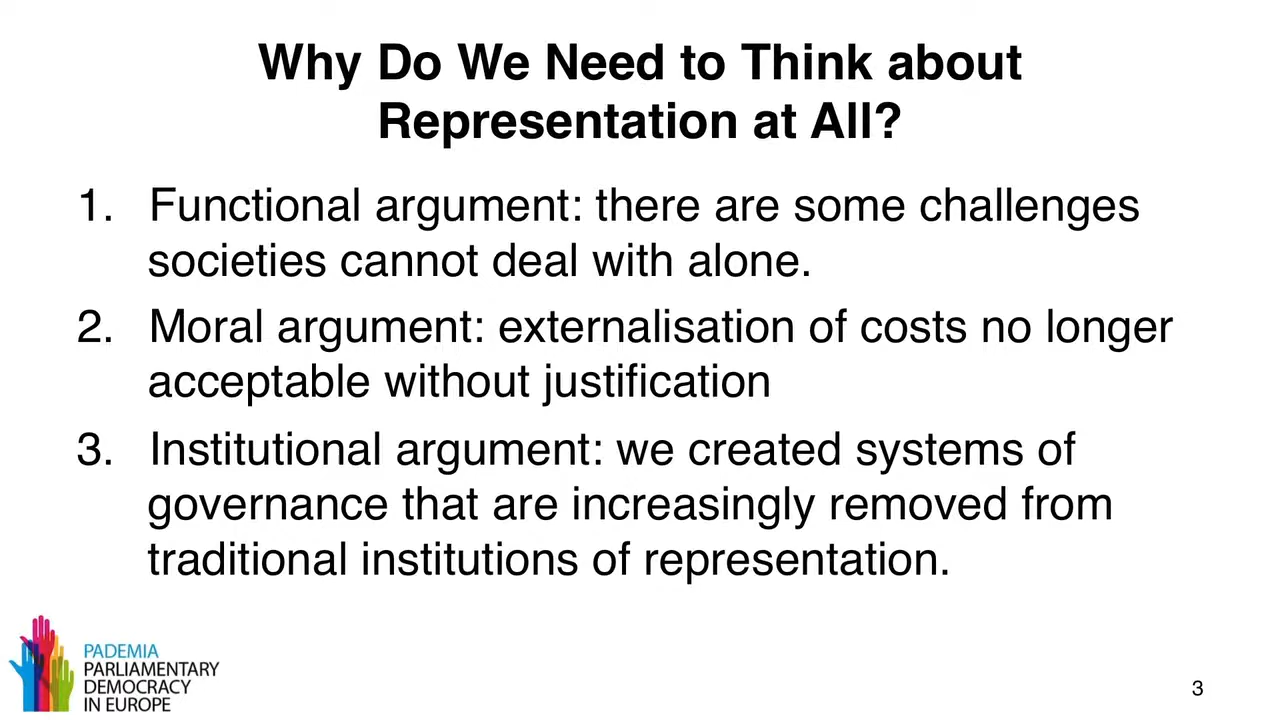 Why Do We Need to Think about
Representation at All?
1. Functional argument: there are some challenges
societies cannot deal with alone.
2. Moral argument: externalisation of costs no longer
acceptable without justification
3. Institutional argument: we created systems of
governance that are increasingly removed from
traditional institutions of representation.
PADEMIA
PARLIAMENTARY
DEMOCRACY
IN EUROPE
3